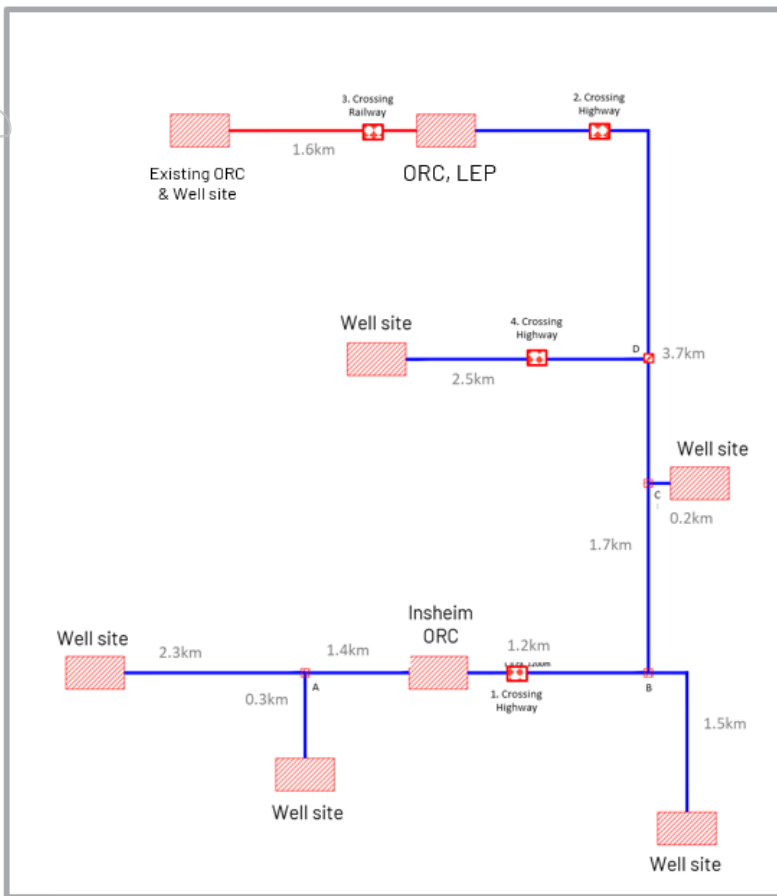 3. Crossing
Railway
2. Crossing
Highway
1.6km
Existing ORC
& Well site
ORC, LEP
Well site
4. Crossing
Highway
D
3.7km
2.5km
Well site
C
0.2km
1.7km
Insheim
ORC
Well site
2.3km
1.4km
1.2km
0.3km
A
1. Crossing
Highway
B
1.5km
Well site
Well site